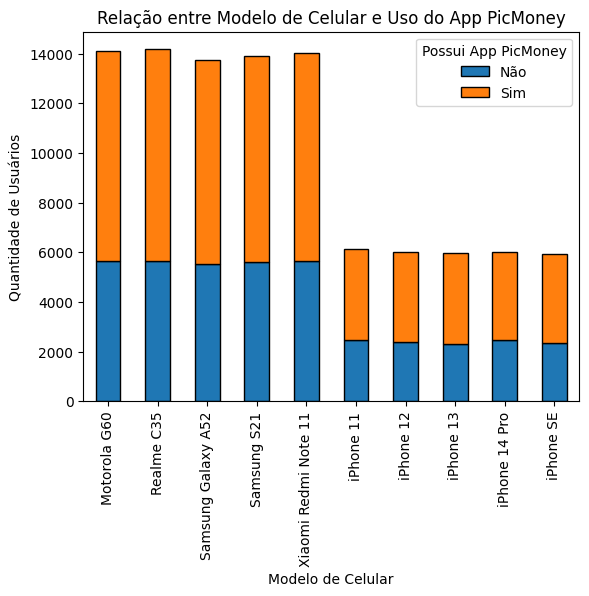 Relação entre Modelo de Celular e Uso do App PicMoney
Possui App PicMoney
Não
Sim
Quantidade de Usuários
14000
12000
10000
8000
6000
4000
2000
0
Motorola G60
Realme C35
Samsung Galaxy A52
Samsung S21
Xiaomi Redmi Note 11
iPhone 11
iPhone 12
iPhone 13
iPhone 14 Pro
iPhone SE
Modelo de Celular